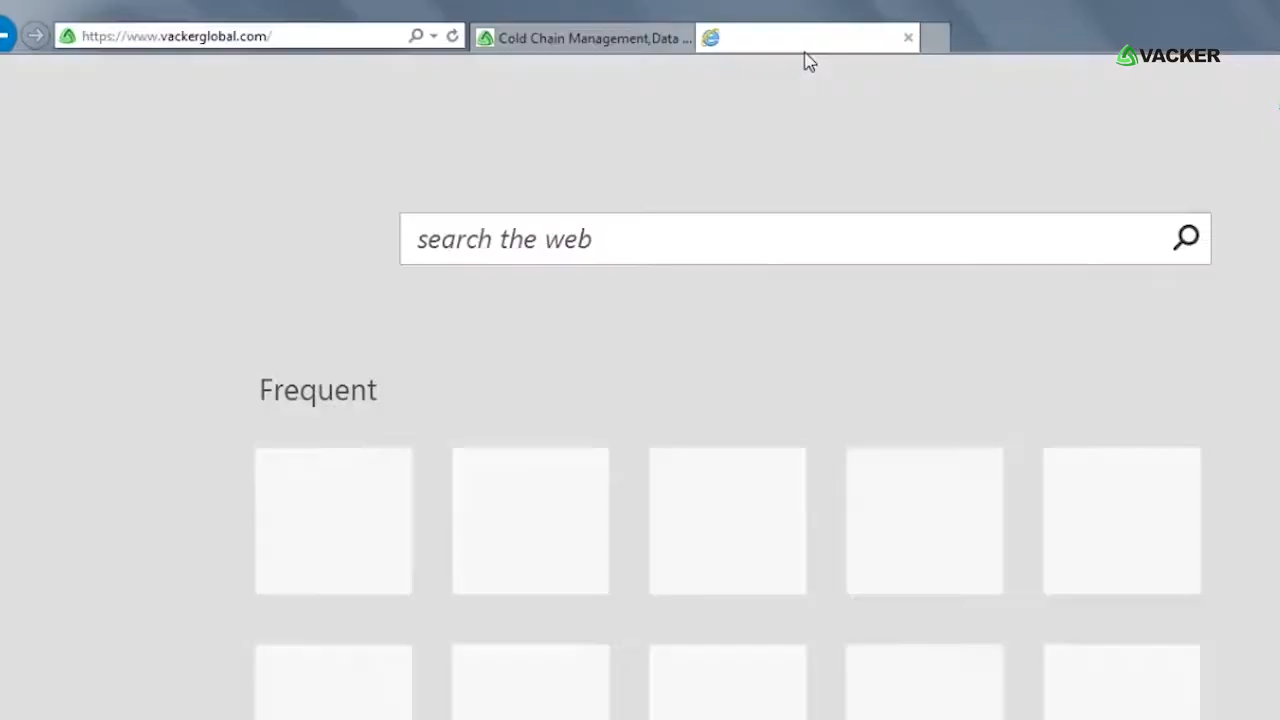 https://www.vackerglobal.com/
Cold Chain Management,Data ...
VACKER
search the web
Frequent